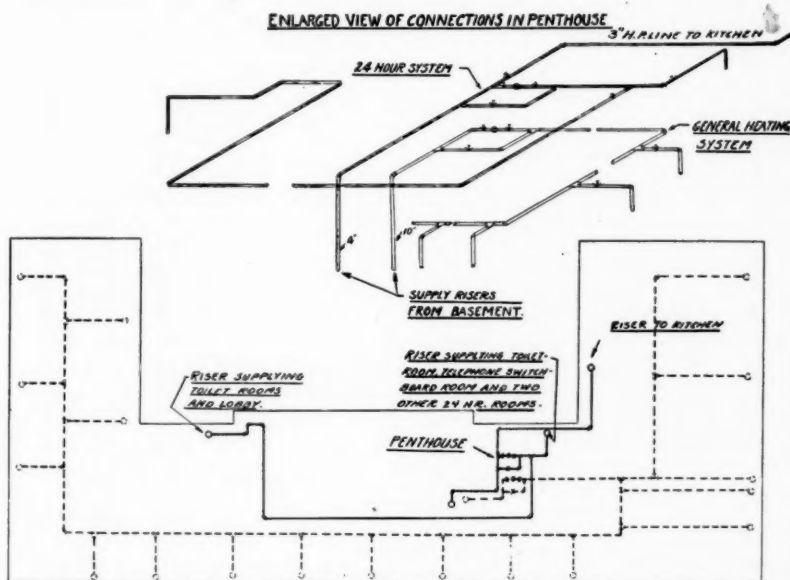 ENLARGED VIEW OF CONNECTIONS IN PENTHOUSE
3" H.P. LINE TO KITCHEN
24 HOUR SYSTEM
GENERAL HEATING
SYSTEM
4"
10"
SUPPLY RISERS
FROM BASEMENT.
RISER TO KITCHEN
RISER SUPPLYING
TOILET ROOMS
AND LOBBY.
RISER SUPPLYING TOILET-
ROOM, TELEPHONE SWITCH-
BOARD ROOM AND TWO
OTHER 24 HR. ROOMS.
PENTHOUSE